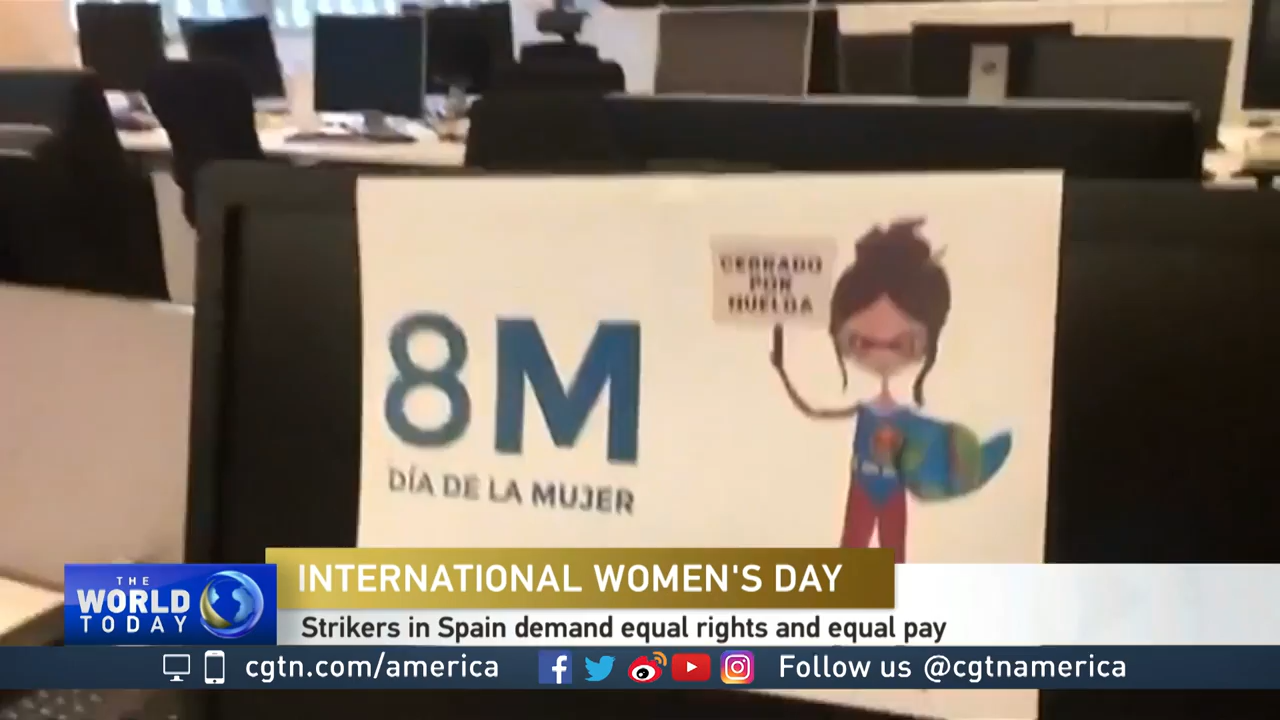 CERRADO
POR
HUELGA
8M
DÍA DE LA MUJER
INTERNATIONAL WOMEN'S DAY
THE
WORLD
TODAY
Strikers in Spain demand equal rights and equal pay
cgtn.com/america
Follow us @cgtnamerica